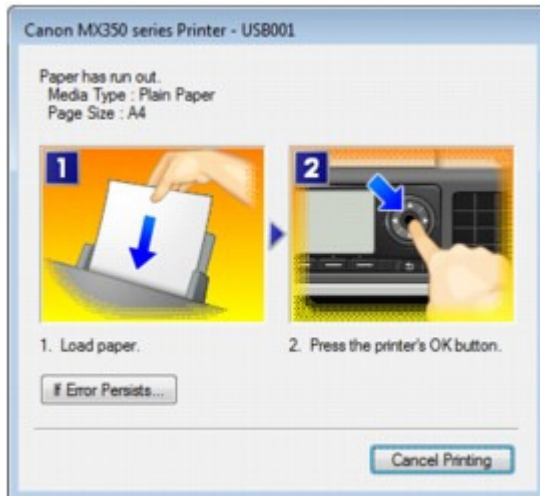 Canon MX350 series Printer - USB001
Paper has run out.
Media Type : Plain Paper
Page Size : A4
1
2
1. Load paper.
2. Press the printer's OK button.
If Error Persists...
Cancel Printing